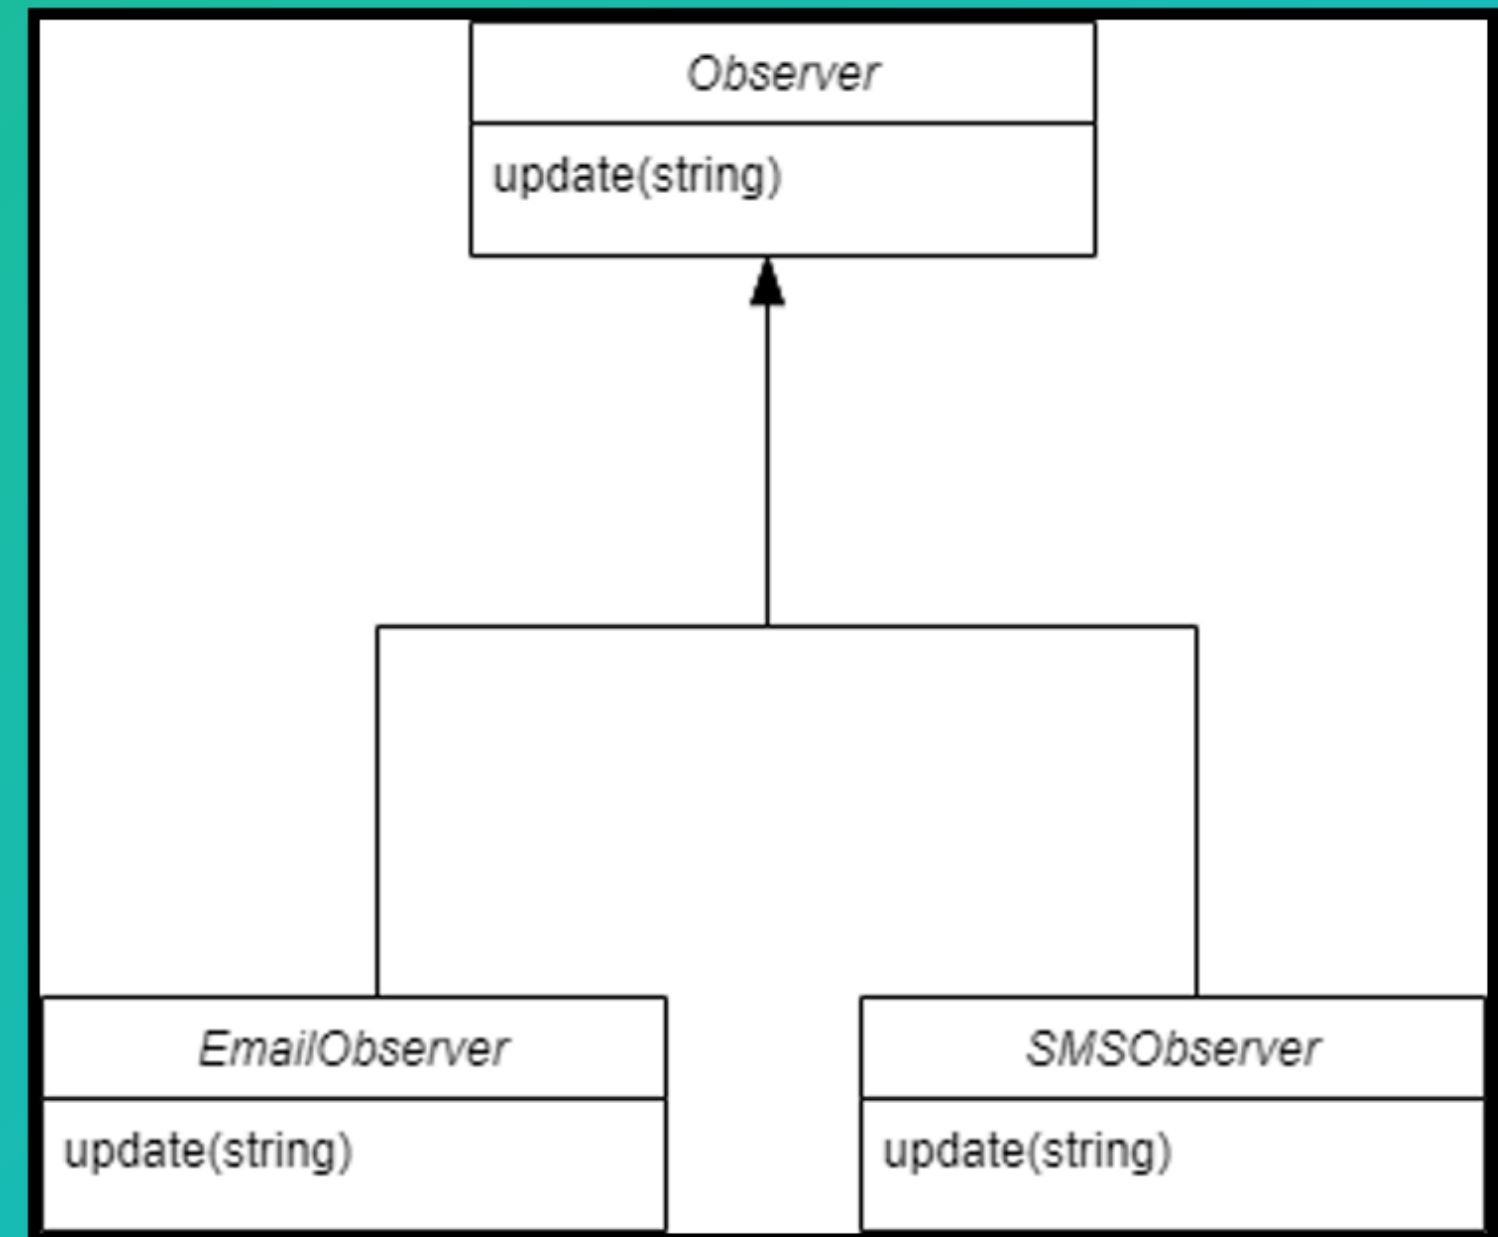 Observer
update(string)
EmailObserver
update(string)
SMSObserver
update(string)